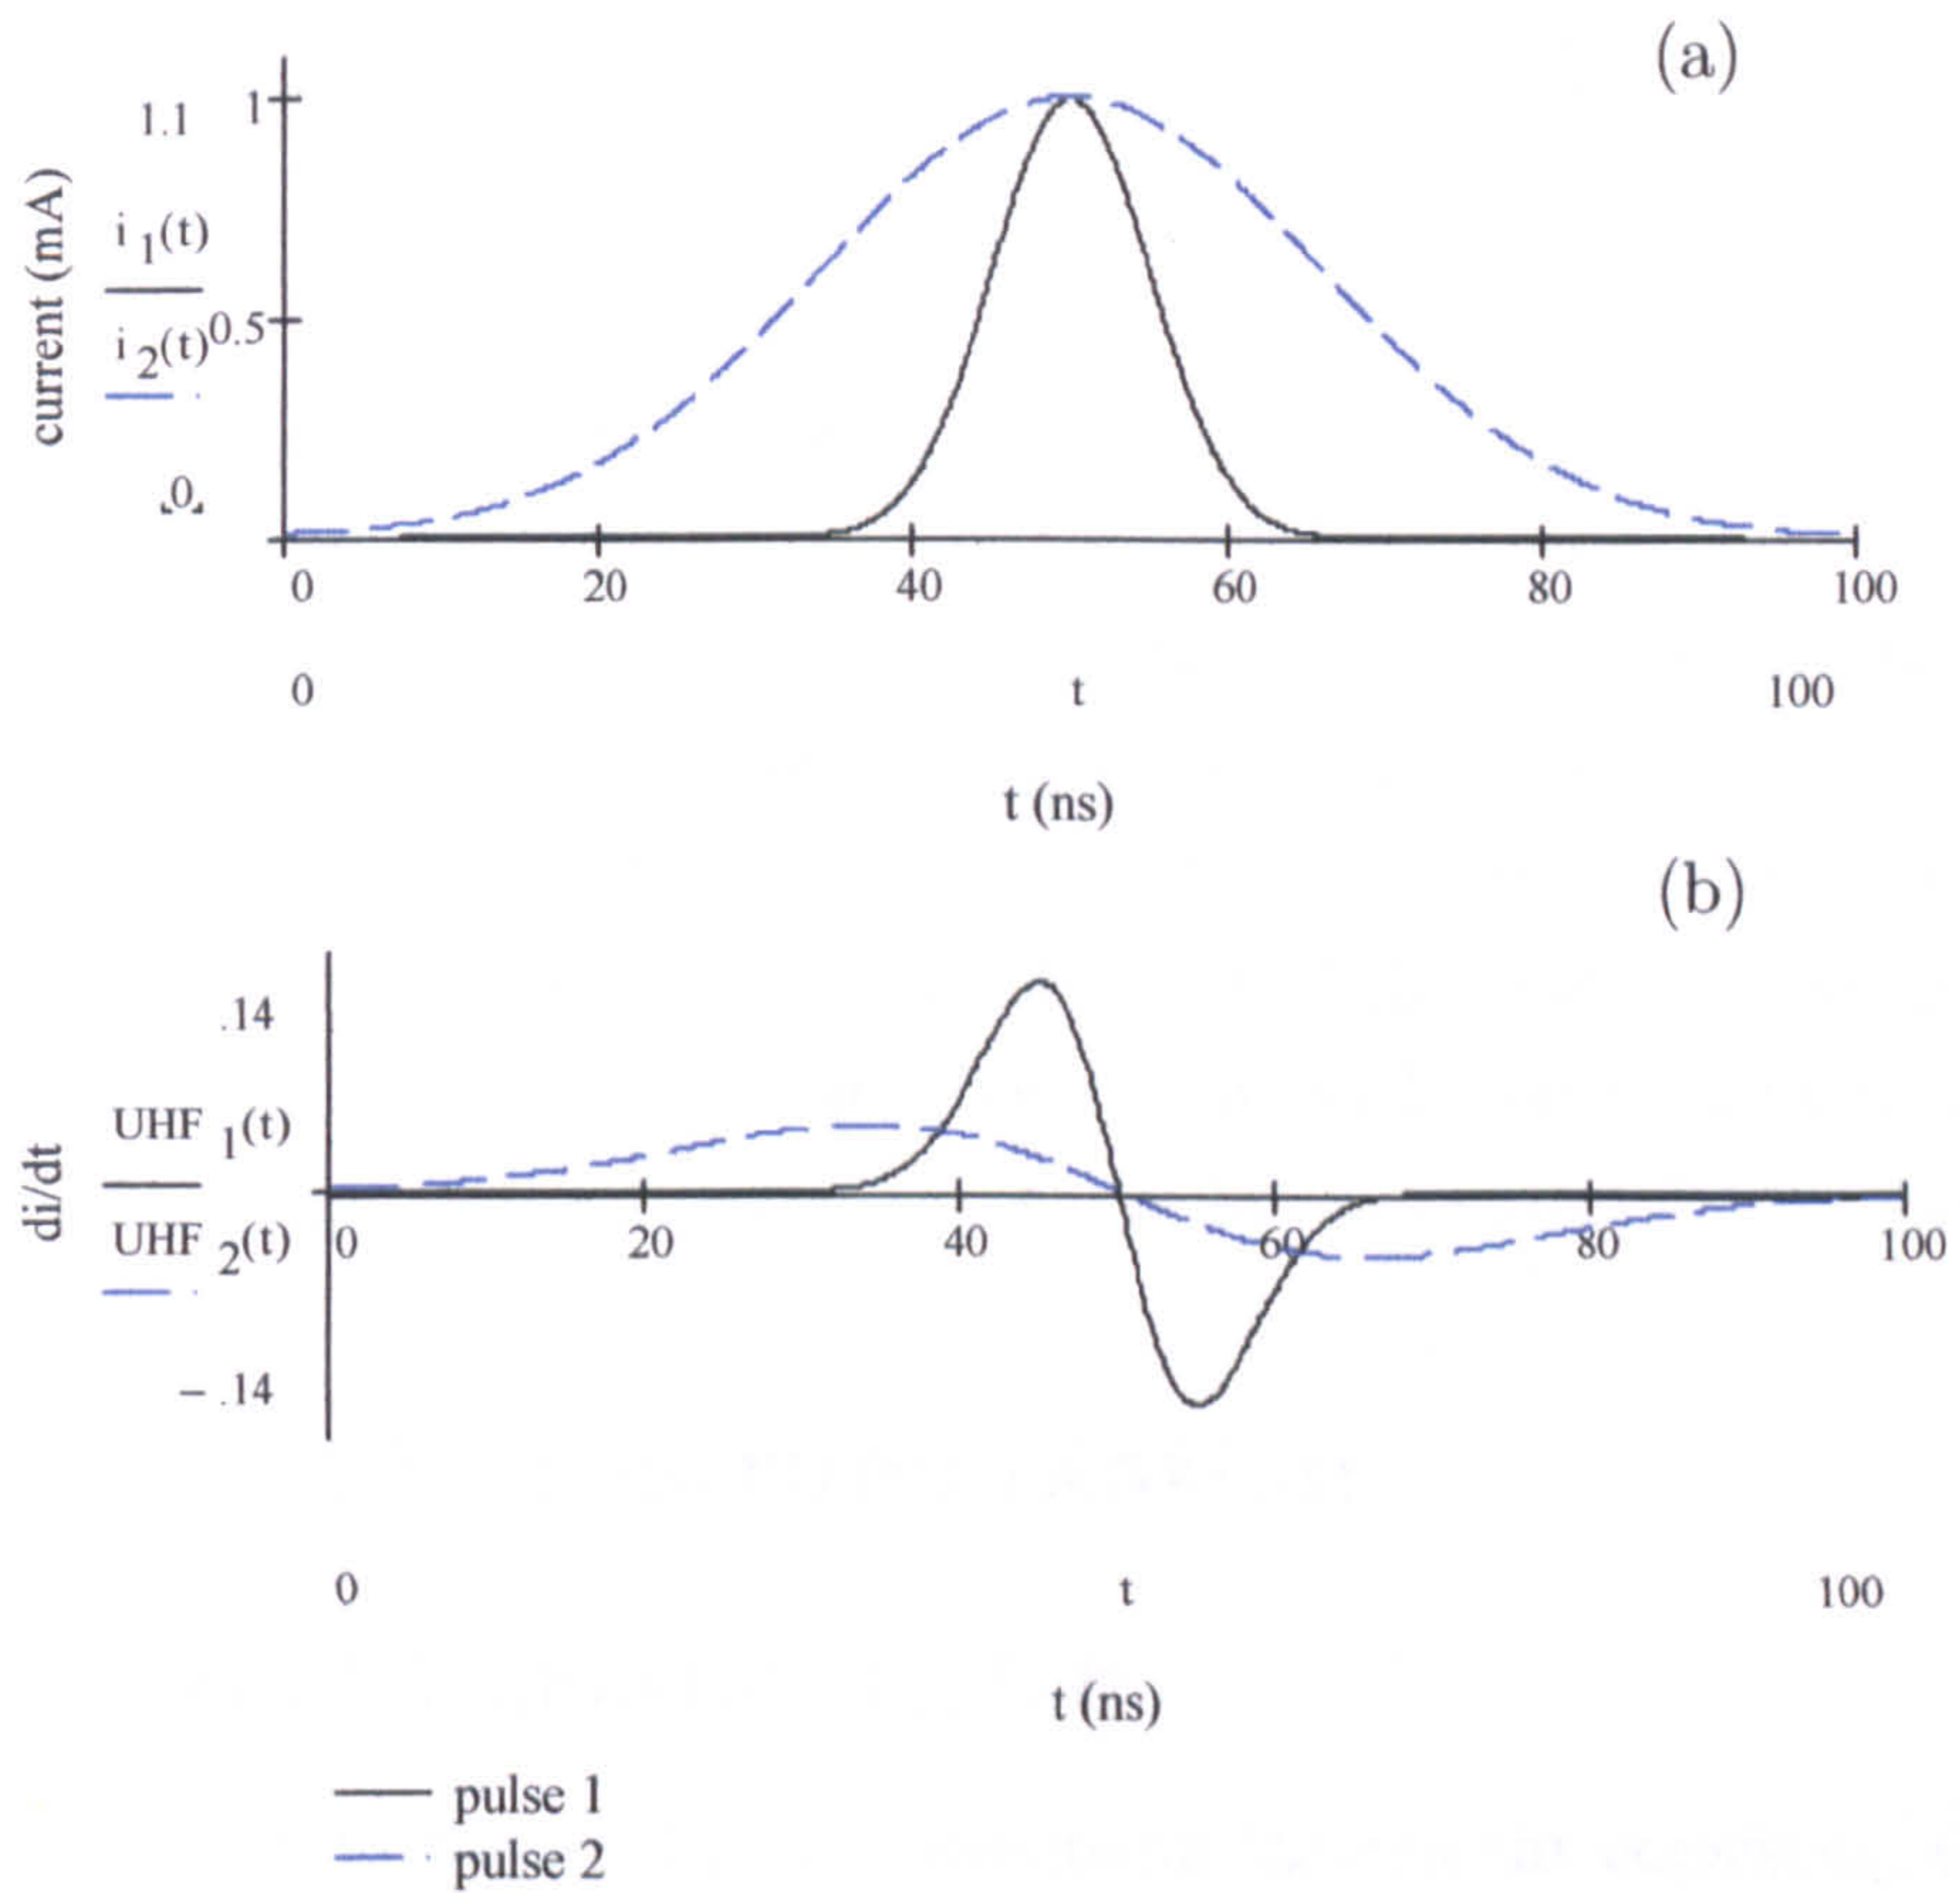 (a)
1.1
1
current (mA)
i 1(t)
i 2(t)
0.5
0
0 20 40 60 80 100
0 t 100
t (ns)
(b)
.14
di/dt
UHF 1(t)
UHF 2(t)
0 20 40 60 80 100
− .14
0 t 100
t (ns)
pulse 1
pulse 2